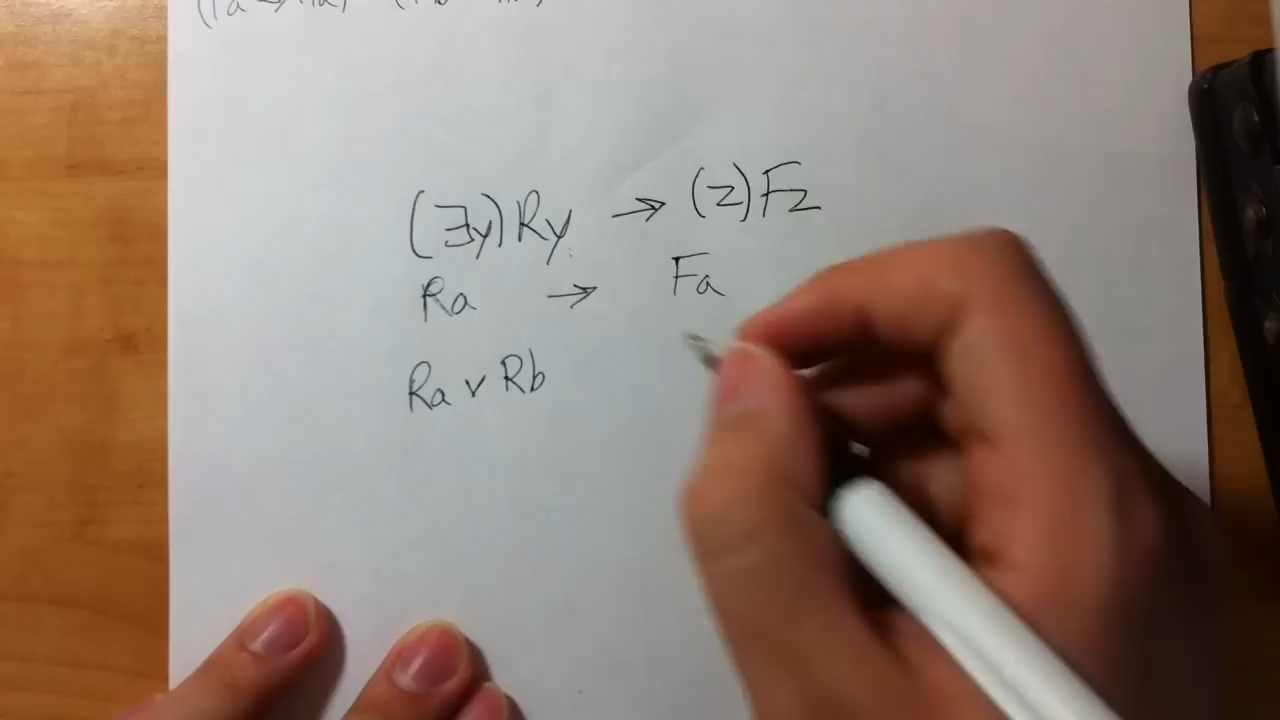 (∃y)Ry → (z)Fz
Ra → Fa
Ra v Rb